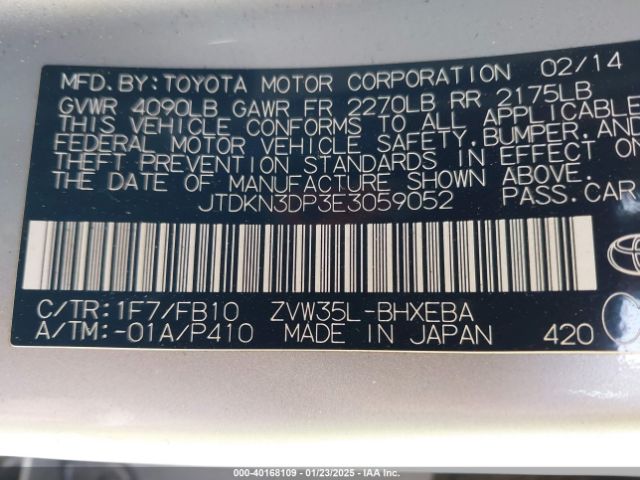 MFD. BY: TOYOTA MOTOR CORPORATION 02/14
GVWR 4090LB GAWR FR 2270LB RR 2175LB
THIS VEHICLE CONFORMS TO ALL APPLICABLE
FEDERAL MOTOR VEHICLE SAFETY, BUMPER, AND
THEFT PREVENTION STANDARDS IN EFFECT ON
THE DATE OF MANUFACTURE SHOWN ABOVE.
JTDKN3DP3E3059052 PASS. CAR
C/TR: 1F7/FB10 ZVW35L-BHXEBA
A/TM: -01A/P410 MADE IN JAPAN 420
000-40168109 - 01/23/2025 - IAA Inc.